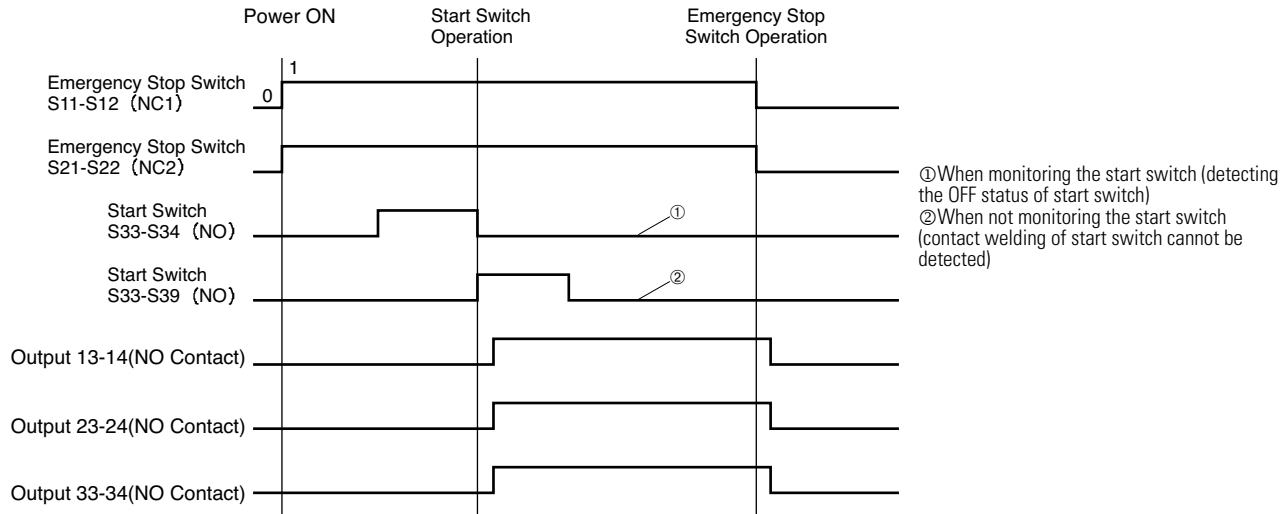 Power ON
Start Switch
Operation
Emergency Stop
Switch Operation
1
0
Emergency Stop Switch
S11-S12（NC1）
Emergency Stop Switch
S21-S22（NC2）
Start Switch
S33-S34（NO）
①
Start Switch
S33-S39（NO）
②
Output 13-14(NO Contact)
Output 23-24(NO Contact)
Output 33-34(NO Contact)
①When monitoring the start switch (detecting
the OFF status of start switch)
②When not monitoring the start switch
(contact welding of start switch cannot be
detected)